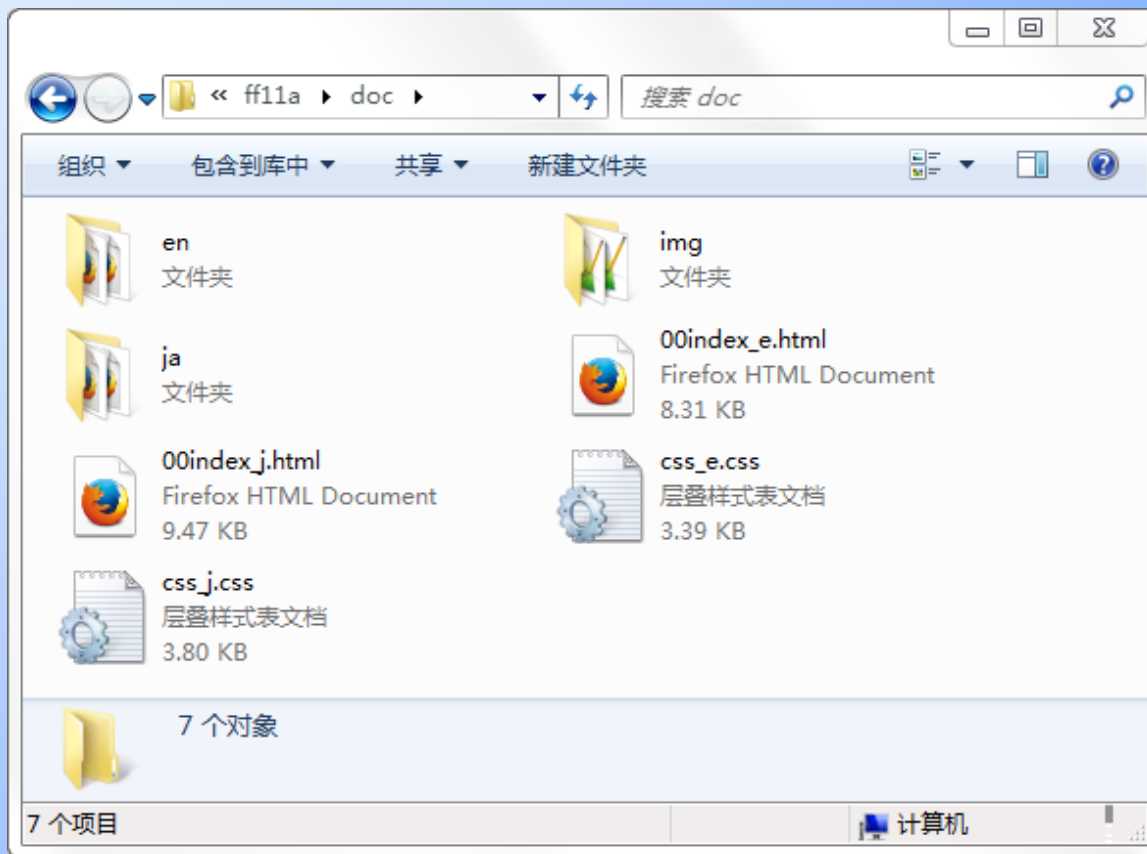 « ff11a doc
搜索 doc
组织 包含到库中 共享 新建文件夹
en
文件夹
img
文件夹
ja
文件夹
00index_e.html
Firefox HTML Document
8.31 KB
00index_j.html
Firefox HTML Document
9.47 KB
css_e.css
层叠样式表文档
3.39 KB
css_j.css
层叠样式表文档
3.80 KB
7 个对象
7 个项目
计算机